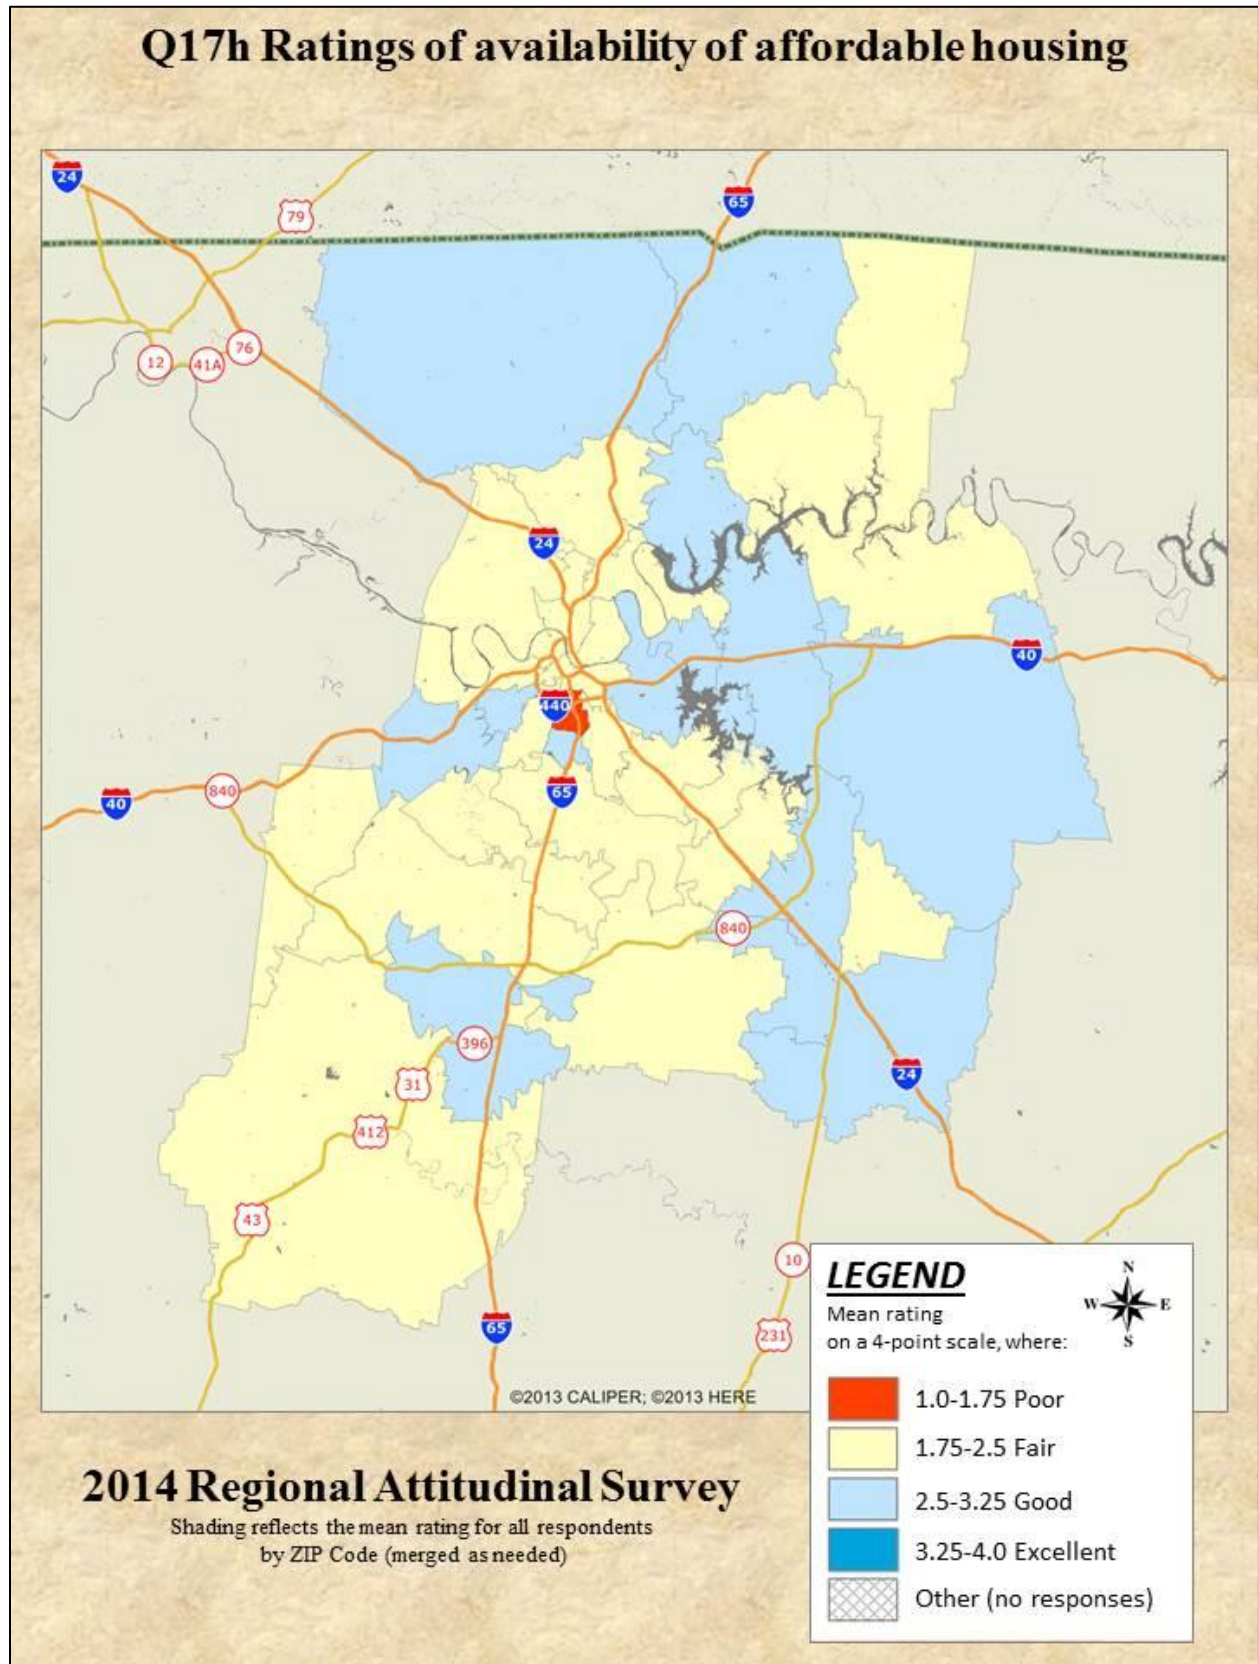 Q17h Ratings of availability of affordable housing
24
79
65
12
41A
76
24
40
440
840
40
65
840
396
31
24
412
43
10
65
231
©2013 CALIPER; ©2013 HERE
LEGEND
Mean rating
on a 4-point scale, where:
N
W E
S
1.0-1.75 Poor
1.75-2.5 Fair
2.5-3.25 Good
3.25-4.0 Excellent
Other (no responses)
2014 Regional Attitudinal Survey
Shading reflects the mean rating for all respondents
by ZIP Code (merged as needed)